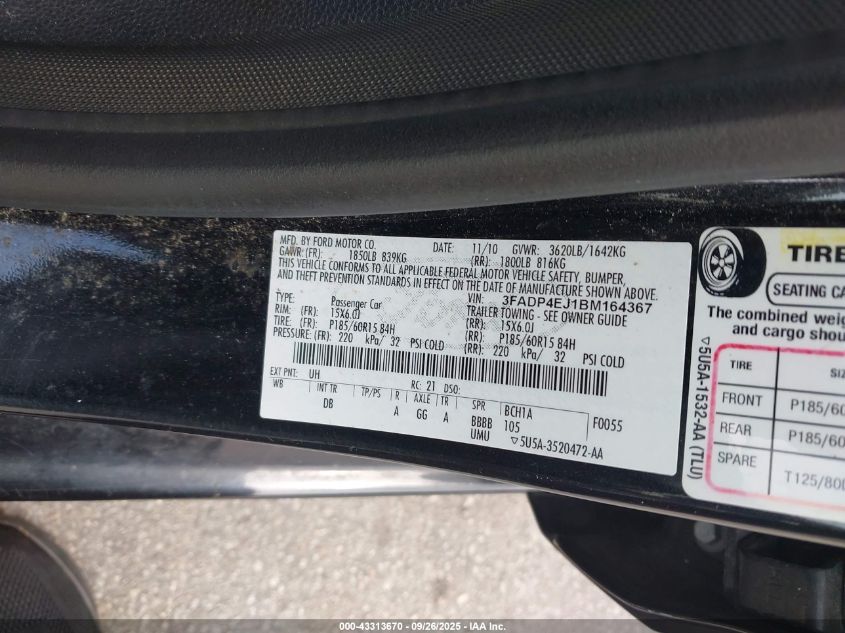 MFD. BY FORD MOTOR CO. DATE: 11/10 GVWR: 3620LB/1642KG
GAWR:(FR): 1850LB 839KG (RR): 1800LB 816KG
THIS VEHICLE CONFORMS TO ALL APPLICABLE FEDERAL MOTOR VEHICLE SAFETY, BUMPER,
AND THEFT PREVENTION STANDARDS IN EFFECT ON THE DATE OF MANUFACTURE SHOWN ABOVE.
VIN: 3FADP4EJ1BM164367
TYPE: Passenger Car TRAILER TOWING - SEE OWNER GUIDE
RIM: (FR): 15X6.0J (RR): 15X6.0J
TIRE: (FR): P185/60R15 84H (RR): P185/60R15 84H
PRESSURE: (FR): 220 kPa/ 32 PSI COLD (RR): 220 kPa/ 32 PSI COLD
EXT PNT: UH RC: 21 DSO:
WB INT TR TP/PS R AXLE TR SPR BCH1A F0055
DB A GG A BBBB 105
UMU 5U5A-3520472-AA
5U5A-1532-AA (TLU)
TIRE
SEATING CA
The combined weig
and cargo shou
TIRE SIZ
FRONT P185/60
REAR P185/60
SPARE T125/80
000-43313670 - 09/26/2025 - IAA Inc.